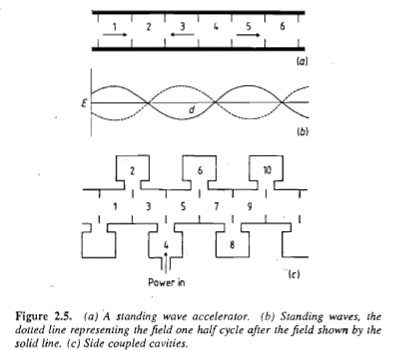 1 2 3 4 5 6
(a)
E
d
(b)
2 6 10
1 3 5 7 9
4 8
Power in
(c)
Figure 2.5. (a) A standing wave accelerator. (b) Standing waves, the
dotted line representing the field one half cycle after the field shown by the
solid line. (c) Side coupled cavities.